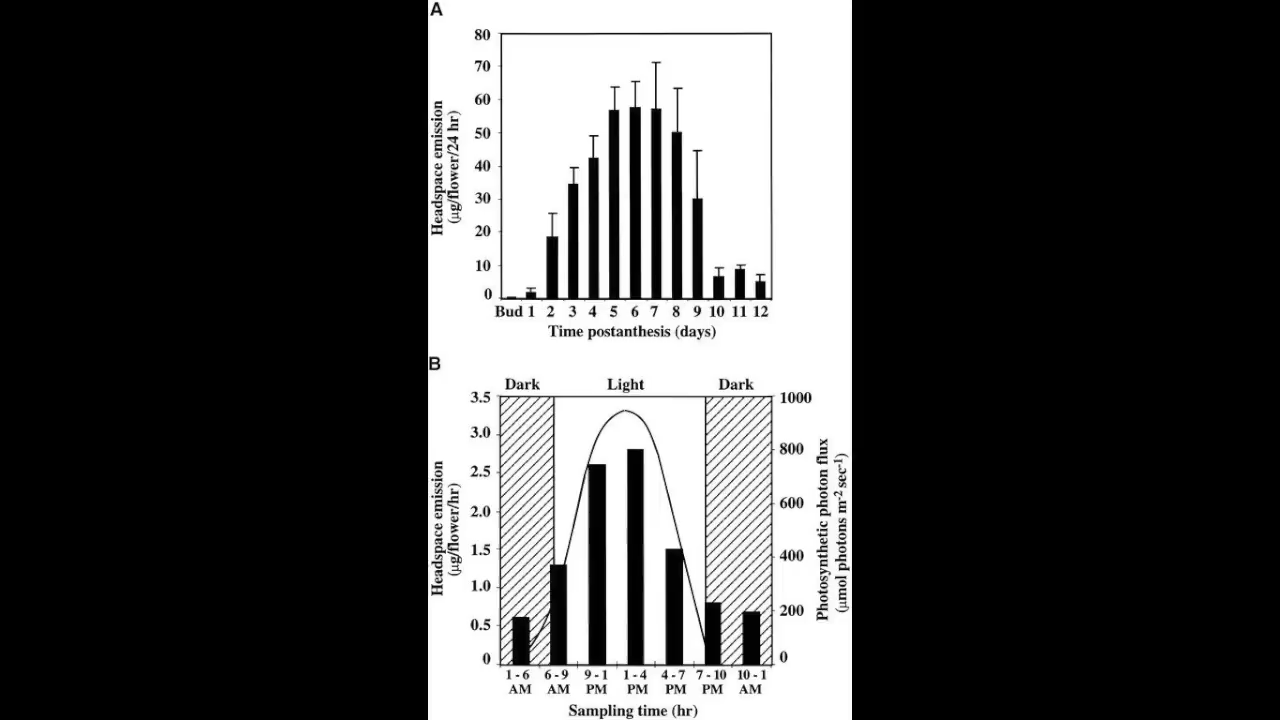 A
80
70
60
50
40
30
20
10
0
Headspace emission
(µg/flower/24 hr)
Bud 1 2 3 4 5 6 7 8 9 10 11 12
Time postanthesis (days)
B
Dark Light Dark
3.5
3.0
2.5
2.0
1.5
1.0
0.5
0
Headspace emission
(µg/flower/hr)
1000
800
600
400
200
0
Photosynthetic photon flux
(µmol photons m-2 sec-1)
1 - 6 6 - 9 9 - 1 1 - 4 4 - 7 7 - 10 10 - 1
AM AM PM PM PM PM AM
Sampling time (hr)